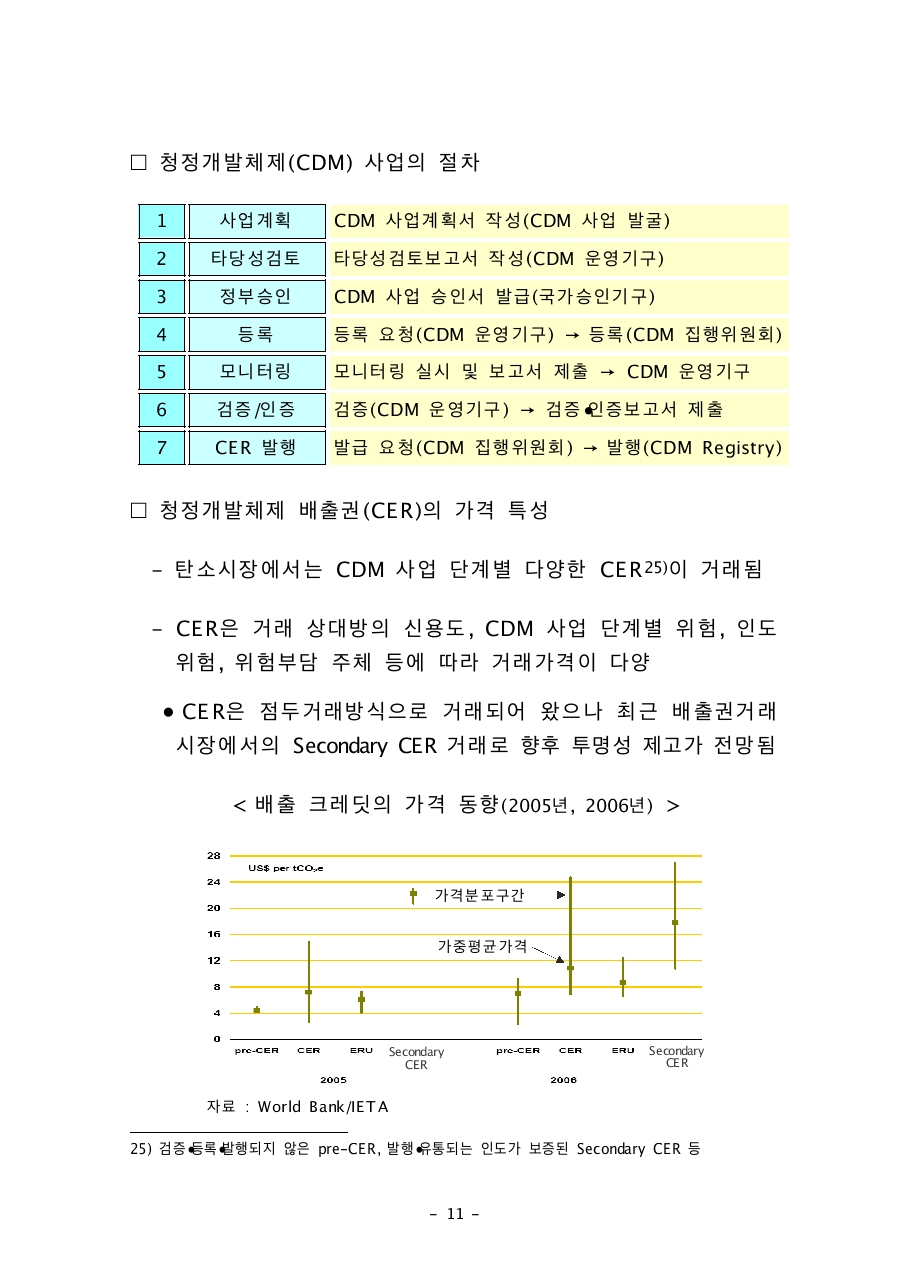 □ 청정개발체제(CDM) 사업의 절차
1 사업계획 CDM 사업계획서 작성(CDM 사업 발굴)
2 타당성검토 타당성검토보고서 작성(CDM 운영기구)
3 정부승인 CDM 사업 승인서 발급(국가승인기구)
4 등록 등록 요청(CDM 운영기구) → 등록(CDM 집행위원회)
5 모니터링 모니터링 실시 및 보고서 제출 → CDM 운영기구
6 검증/인증 검증(CDM 운영기구) → 검증•인증보고서 제출
7 CER 발행 발급 요청(CDM 집행위원회) → 발행(CDM Registry)
□ 청정개발체제 배출권(CER)의 가격 특성
- 탄소시장에서는 CDM 사업 단계별 다양한 CER25)이 거래됨
- CER은 거래 상대방의 신용도, CDM 사업 단계별 위험, 인도
위험, 위험부담 주체 등에 따라 거래가격이 다양
● CER은 점두거래방식으로 거래되어 왔으나 최근 배출권거래
시장에서의 Secondary CER 거래로 향후 투명성 제고가 전망됨
< 배출 크레딧의 가격 동향(2005년, 2006년) >
28
US$ per tCO₂e
24
가격분포구간
20
16
가중평균가격
12
8
4
0
pre-CER CER ERU Secondary CER pre-CER CER ERU Secondary CER
2005 2006
자료 : World Bank/IETA
25) 검증•등록•발행되지 않은 pre-CER, 발행•유통되는 인도가 보증된 Secondary CER 등
- 11 -